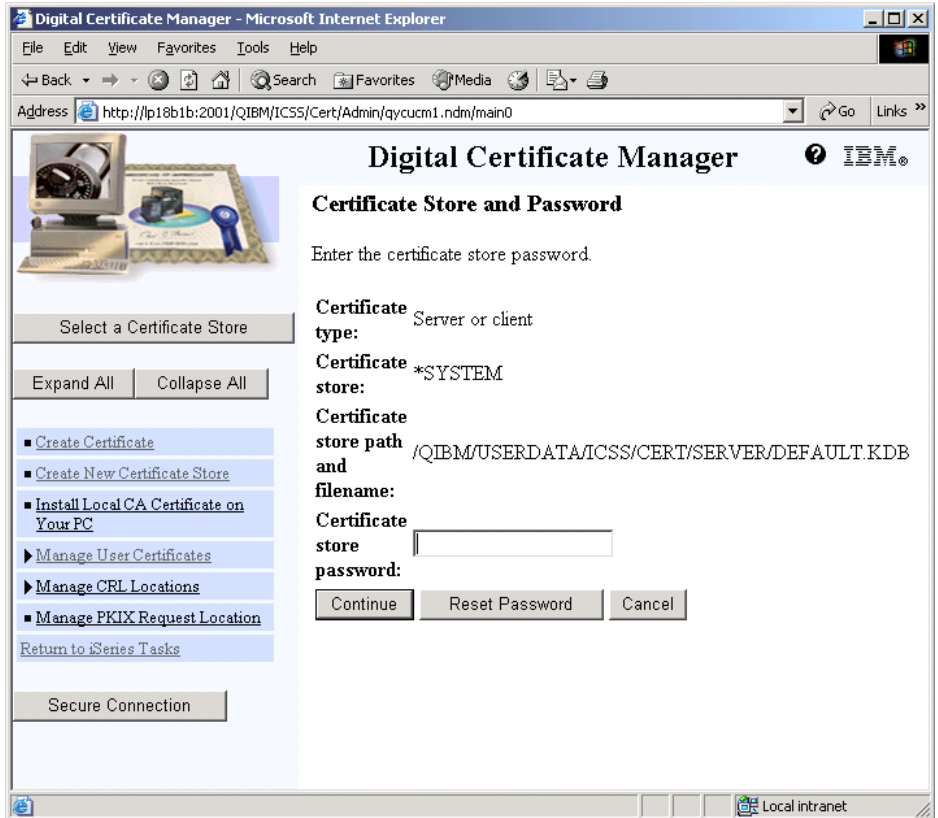 Digital Certificate Manager - Microsoft Internet Explorer
File Edit View Favorites Tools Help
Back Search Favorites Media
Address http://lp18b1b:2001/QIBM/ICSS/Cert/Admin/qycucm1.ndm/main0 Go Links »
Digital Certificate Manager
IBM®
Certificate Store and Password
Enter the certificate store password.
Certificate type: Server or client
Certificate store: *SYSTEM
Certificate store path and filename: /QIBM/USERDATA/ICSS/CERT/SERVER/DEFAULT.KDB
Certificate store password:
Continue Reset Password Cancel
Select a Certificate Store
Expand All Collapse All
Create Certificate
Create New Certificate Store
Install Local CA Certificate on
Your PC
Manage User Certificates
Manage CRL Locations
Manage PKIX Request Location
Return to iSeries Tasks
Secure Connection
Local intranet